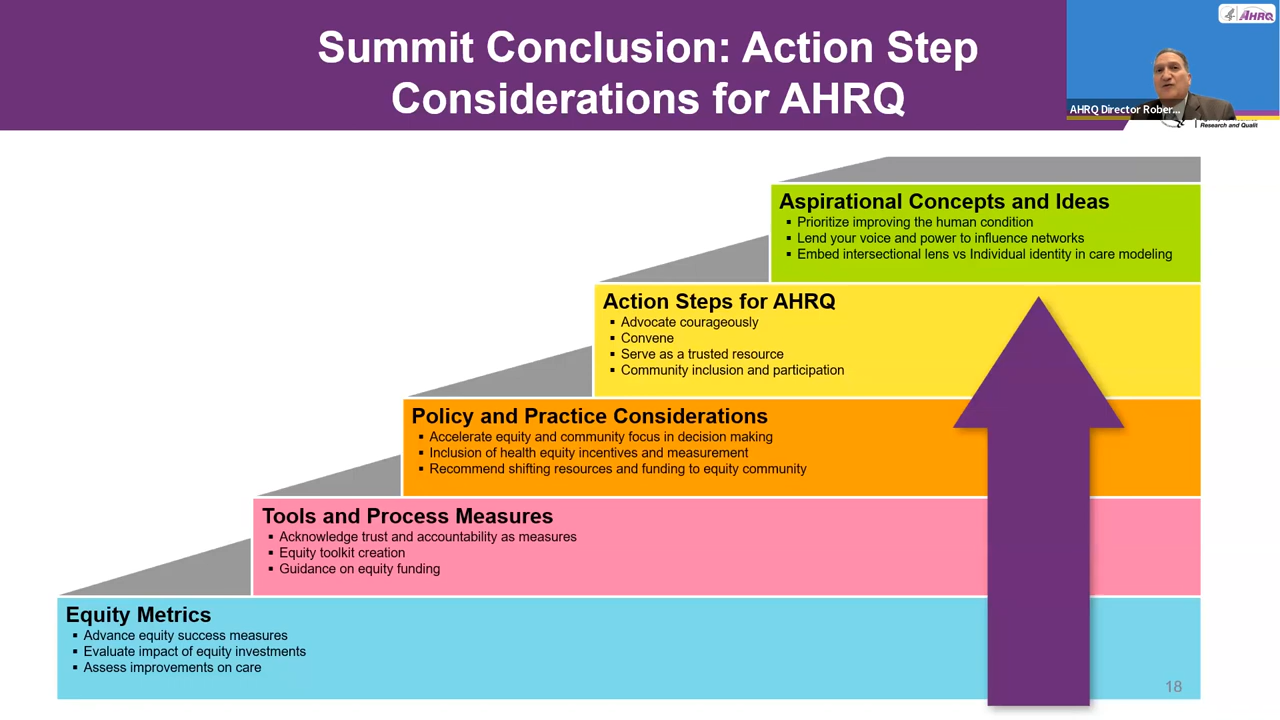 Summit Conclusion: Action Step
Considerations for AHRQ
AHRQ
AHRQ Director Rober...
Research and Qualit
Aspirational Concepts and Ideas
▪ Prioritize improving the human condition
▪ Lend your voice and power to influence networks
▪ Embed intersectional lens vs Individual identity in care modeling
Action Steps for AHRQ
▪ Advocate courageously
▪ Convene
▪ Serve as a trusted resource
▪ Community inclusion and participation
Policy and Practice Considerations
▪ Accelerate equity and community focus in decision making
▪ Inclusion of health equity incentives and measurement
▪ Recommend shifting resources and funding to equity community
Tools and Process Measures
▪ Acknowledge trust and accountability as measures
▪ Equity toolkit creation
▪ Guidance on equity funding
Equity Metrics
▪ Advance equity success measures
▪ Evaluate impact of equity investments
▪ Assess improvements on care
18